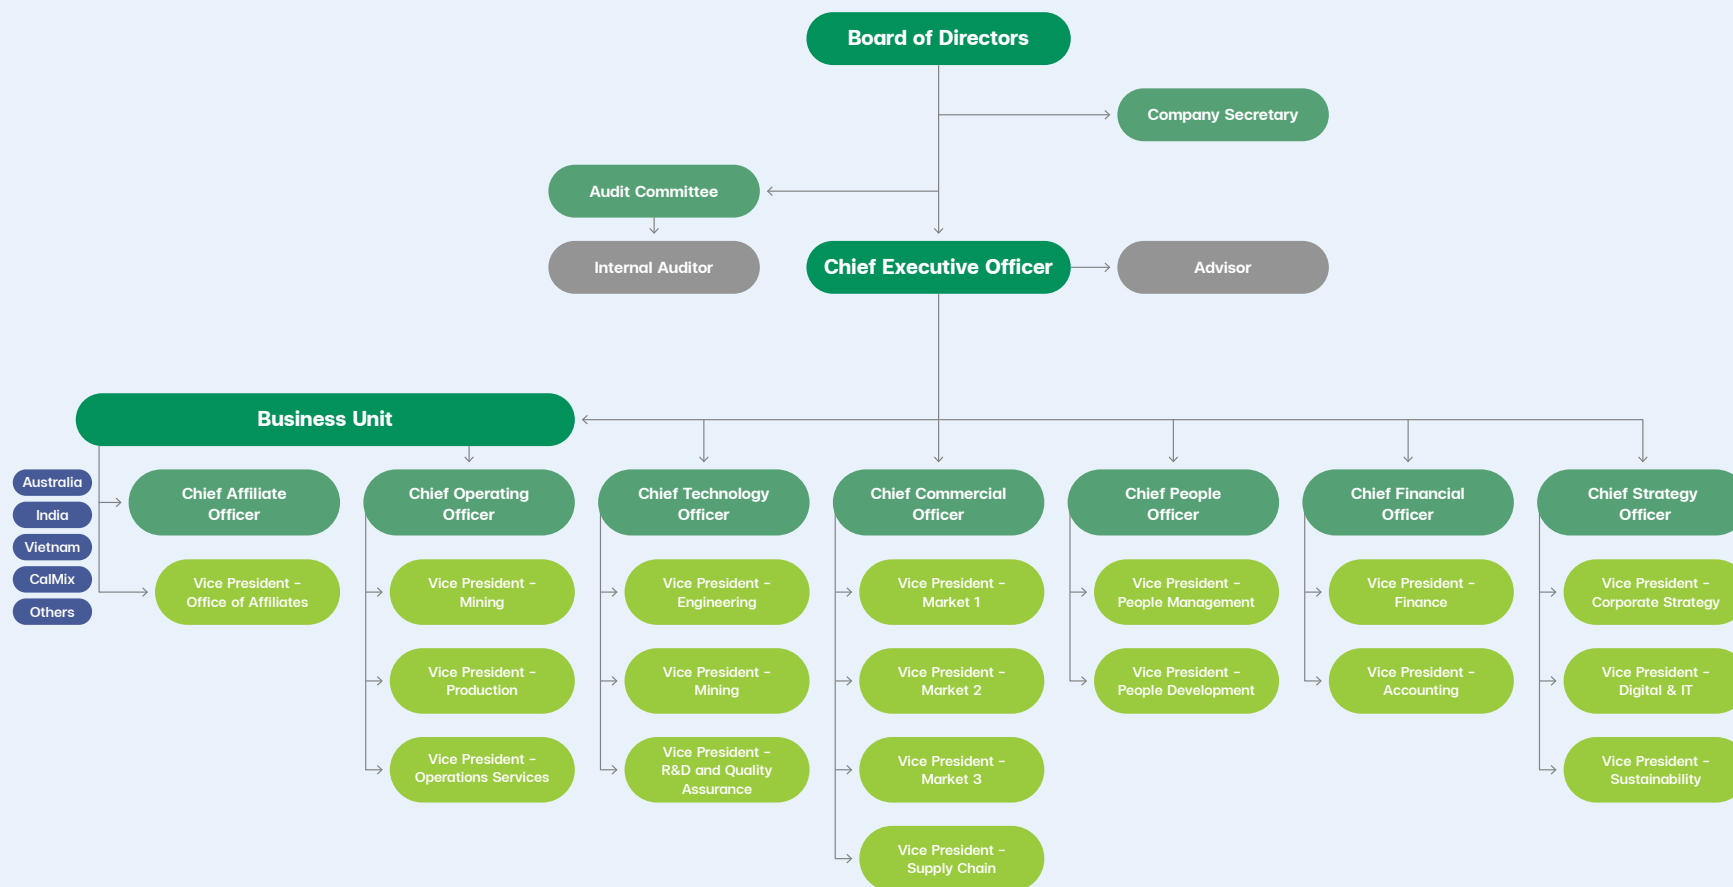 Board of Directors
Company Secretary
Audit Committee
Internal Auditor
Chief Executive Officer
Advisor
Business Unit
Australia
India
Vietnam
CalMix
Others
Chief Affiliate
Officer
Vice President –
Office of Affiliates
Chief Operating
Officer
Vice President –
Mining
Vice President –
Production
Vice President –
Operations Services
Chief Technology
Officer
Vice President –
Engineering
Vice President –
Mining
Vice President –
R&D and Quality
Assurance
Chief Commercial
Officer
Vice President –
Market 1
Vice President –
Market 2
Vice President –
Market 3
Vice President –
Supply Chain
Chief People
Officer
Vice President –
People Management
Vice President –
People Development
Chief Financial
Officer
Vice President –
Finance
Vice President –
Accounting
Chief Strategy
Officer
Vice President –
Corporate Strategy
Vice President –
Digital & IT
Vice President –
Sustainability